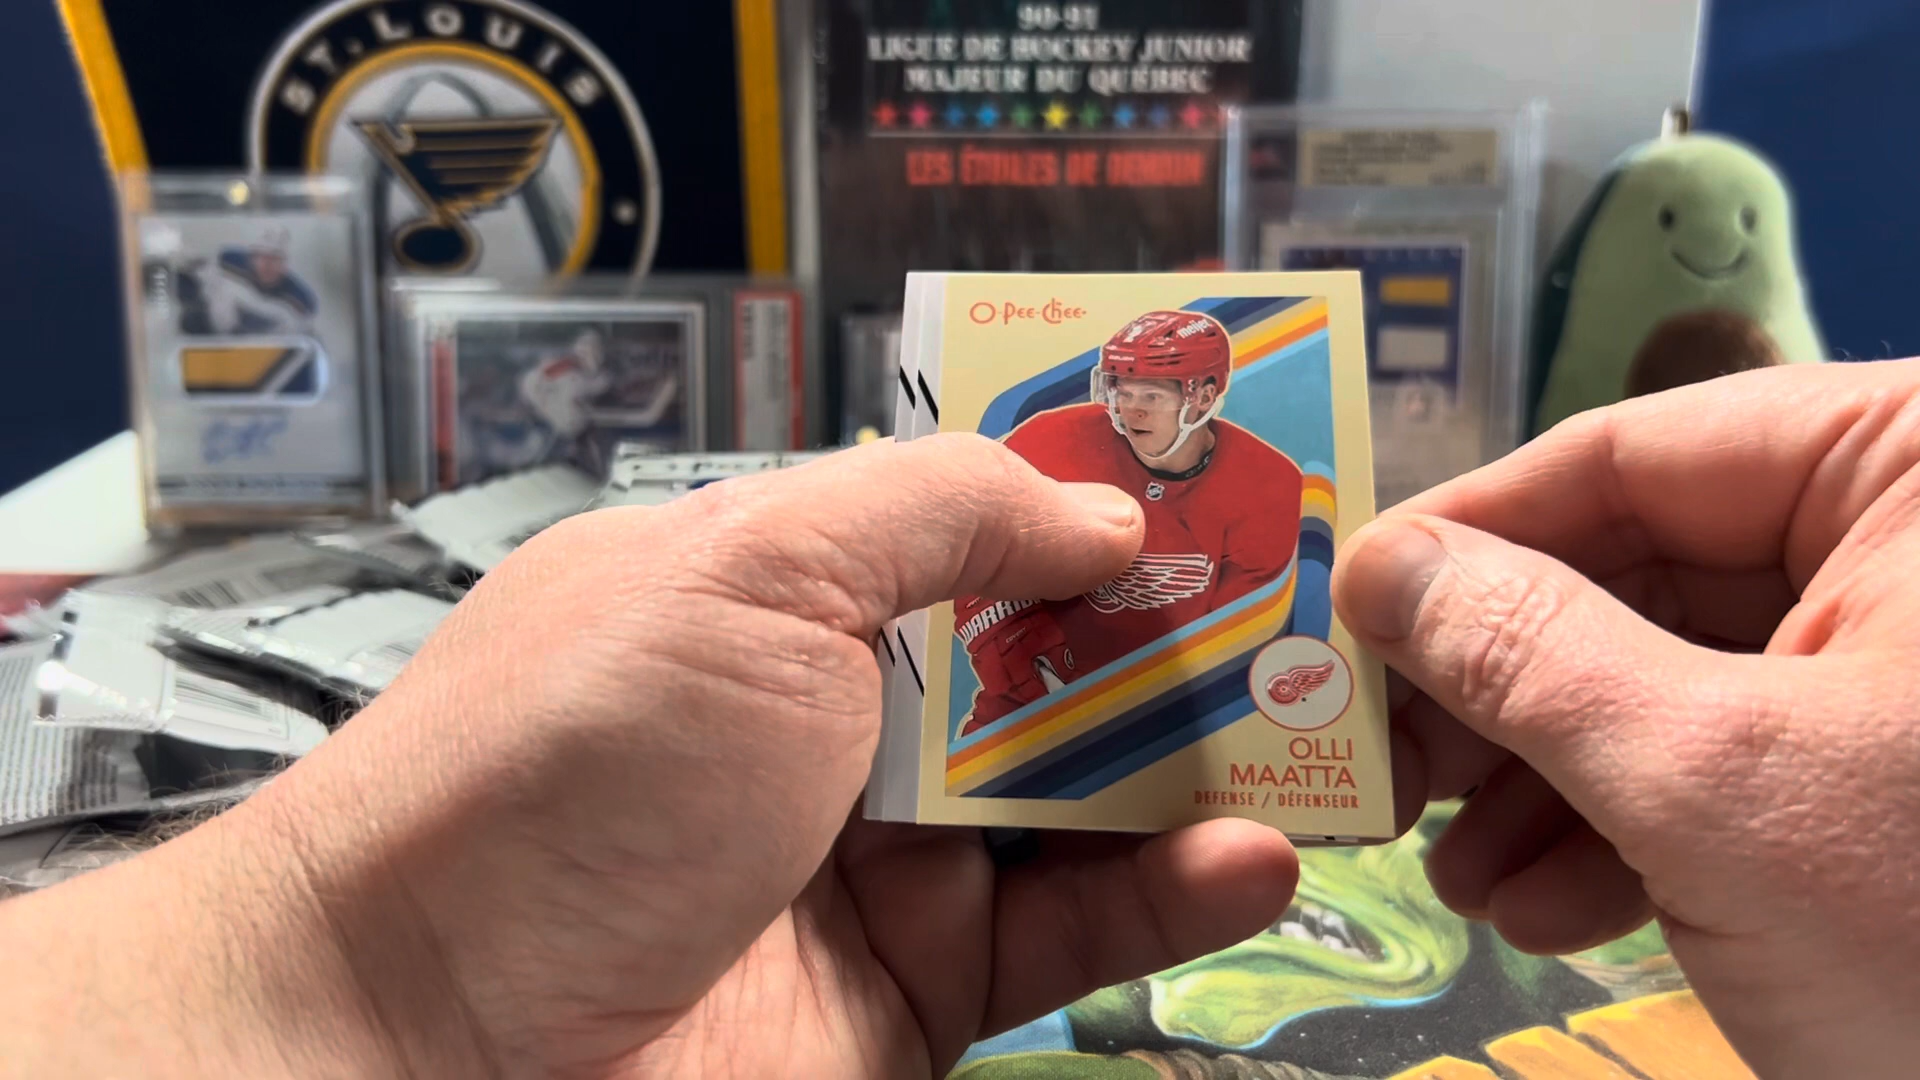 ST. LOUIS
90-91
LIGUE DE HOCKEY JUNIOR
MAJEUR DU QUÉBEC
LES ÉTOILES DE DEMAIN
O-Pee-Chee
meijer
WARRIOR
OLLI
MAATTA
DEFENSE / DÉFENSEUR